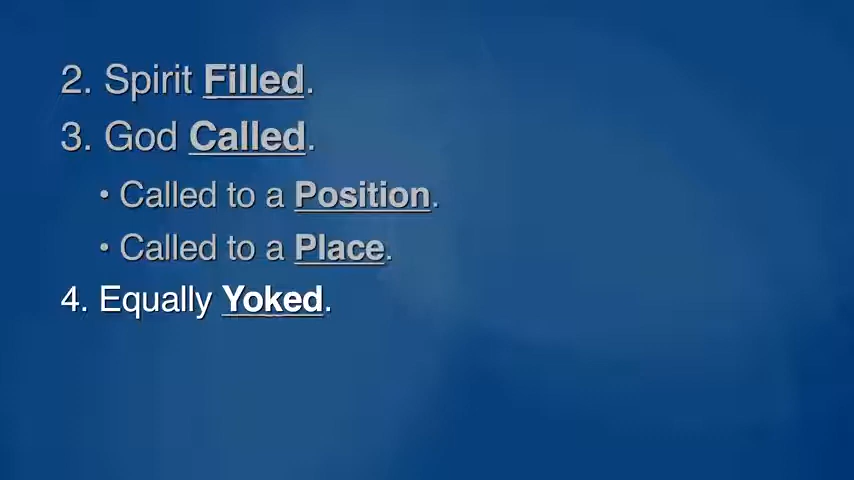 2. Spirit Filled.
3. God Called.
• Called to a Position.
• Called to a Place.
4. Equally Yoked.